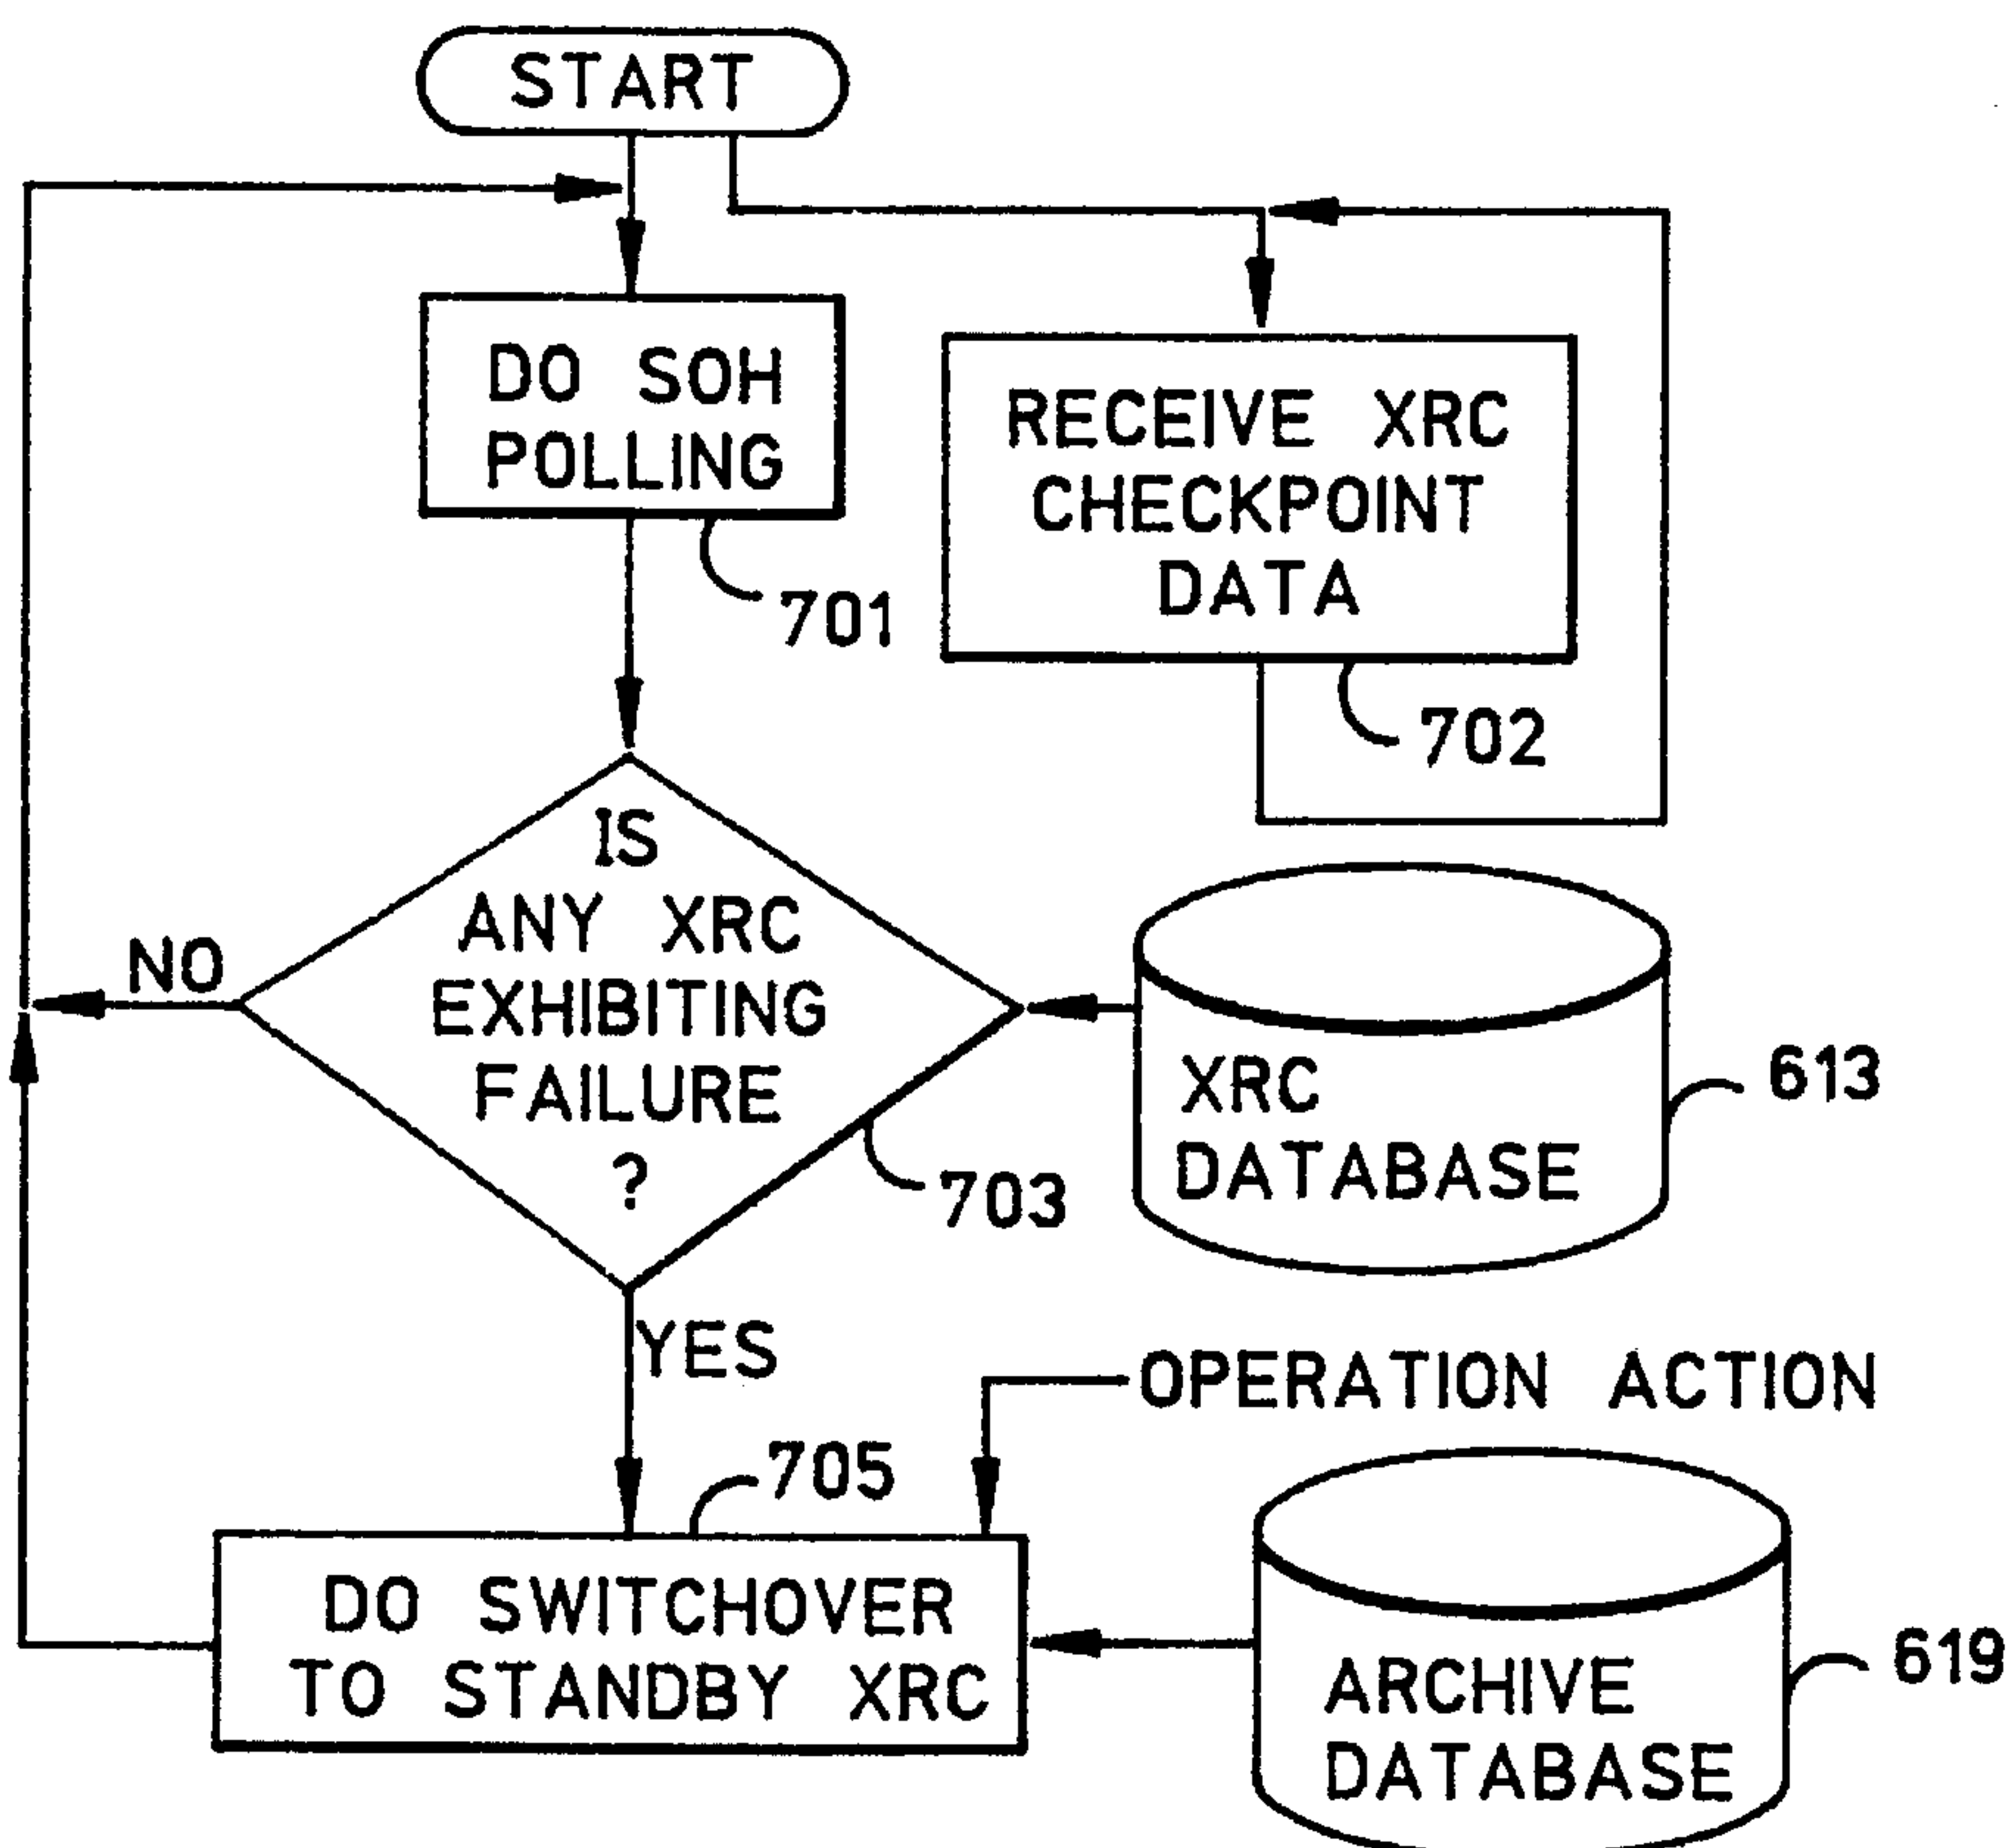 START
DO SOH
POLLING
701
RECEIVE XRC
CHECKPOINT
DATA
702
IS
ANY XRC
EXHIBITING
FAILURE
?
703
NO
YES
XRC
DATABASE
613
OPERATION ACTION
705
DO SWITCHOVER
TO STANDBY XRC
ARCHIVE
DATABASE
619